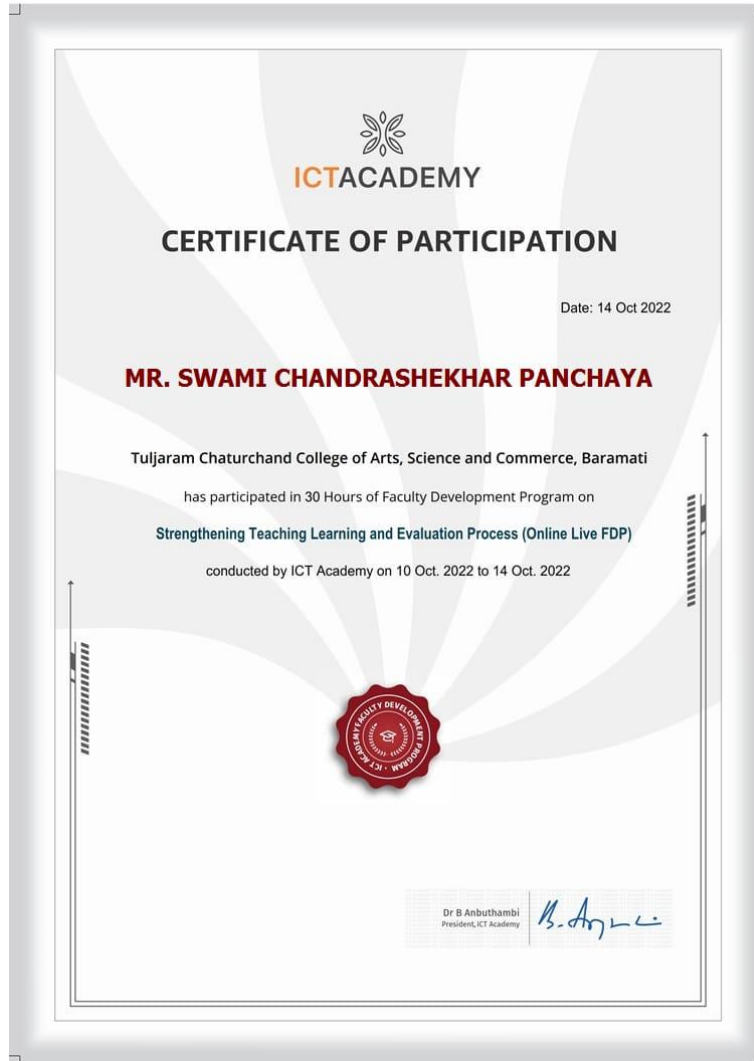 ICTACADEMY
CERTIFICATE OF PARTICIPATION
Date: 14 Oct 2022
MR. SWAMI CHANDRASHEKHAR PANCHAYA
Tuljaram Chaturchand College of Arts, Science and Commerce, Baramati
has participated in 30 Hours of Faculty Development Program on
Strengthening Teaching Learning and Evaluation Process (Online Live FDP)
conducted by ICT Academy on 10 Oct. 2022 to 14 Oct. 2022
FACULTY DEVELOPMENT PROGRAM
· ICT ACADEMY
Dr B Anbuthambi
President, ICT Academy